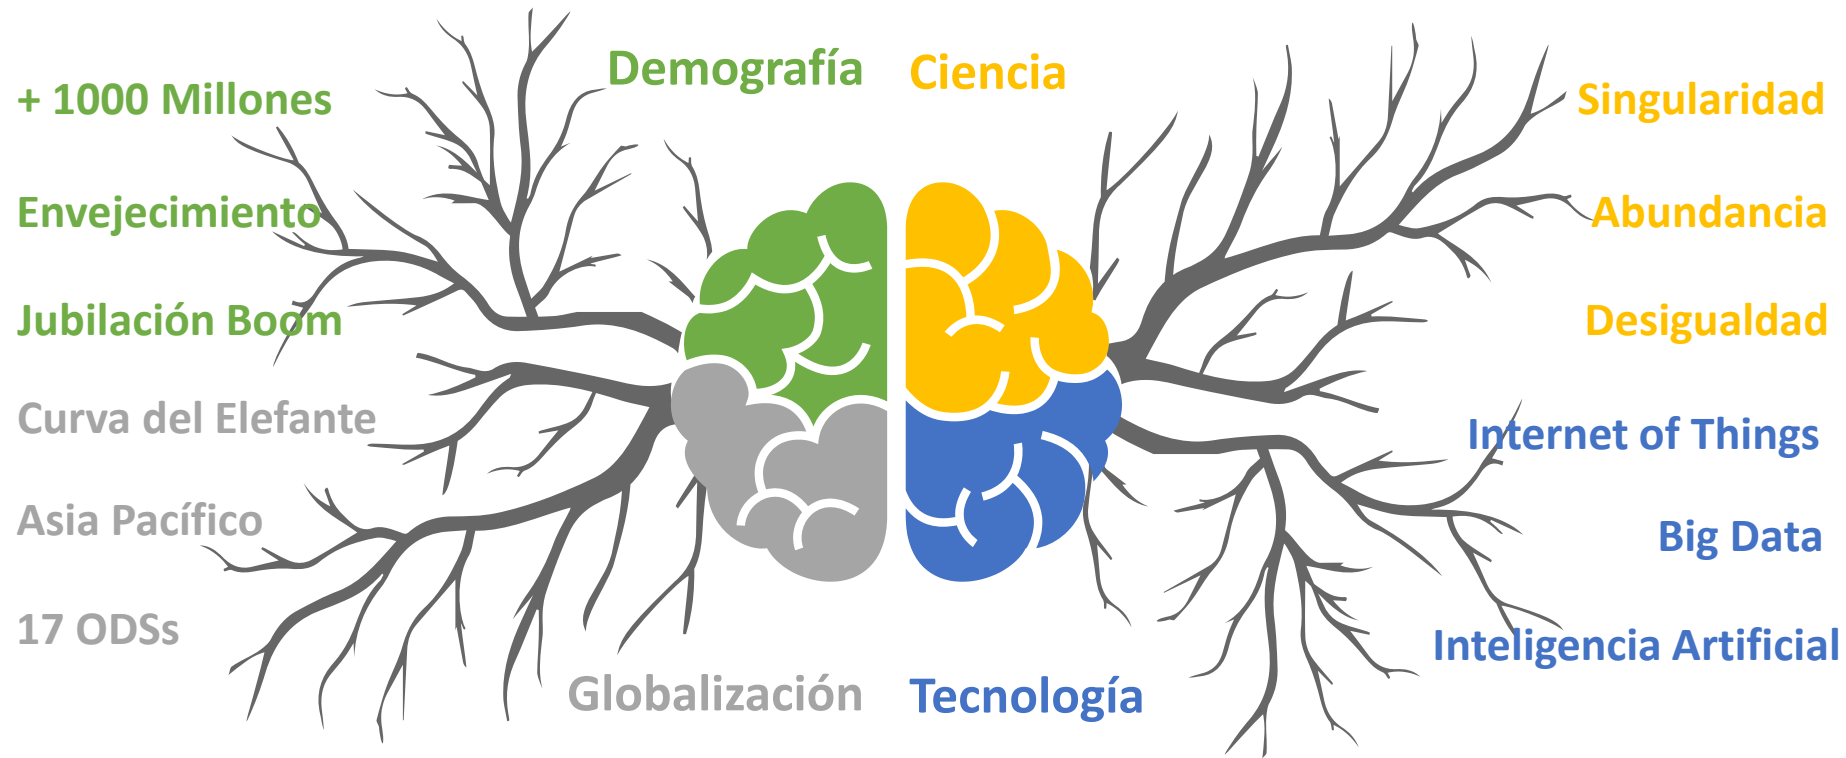 Demografía
Ciencia
+ 1000 Millones
Envejecimiento
Jubilación Boom
Curva del Elefante
Asia Pacífico
17 ODSs
Globalización
Singularidad
Abundancia
Desigualdad
Internet of Things
Big Data
Inteligencia Artificial
Tecnología